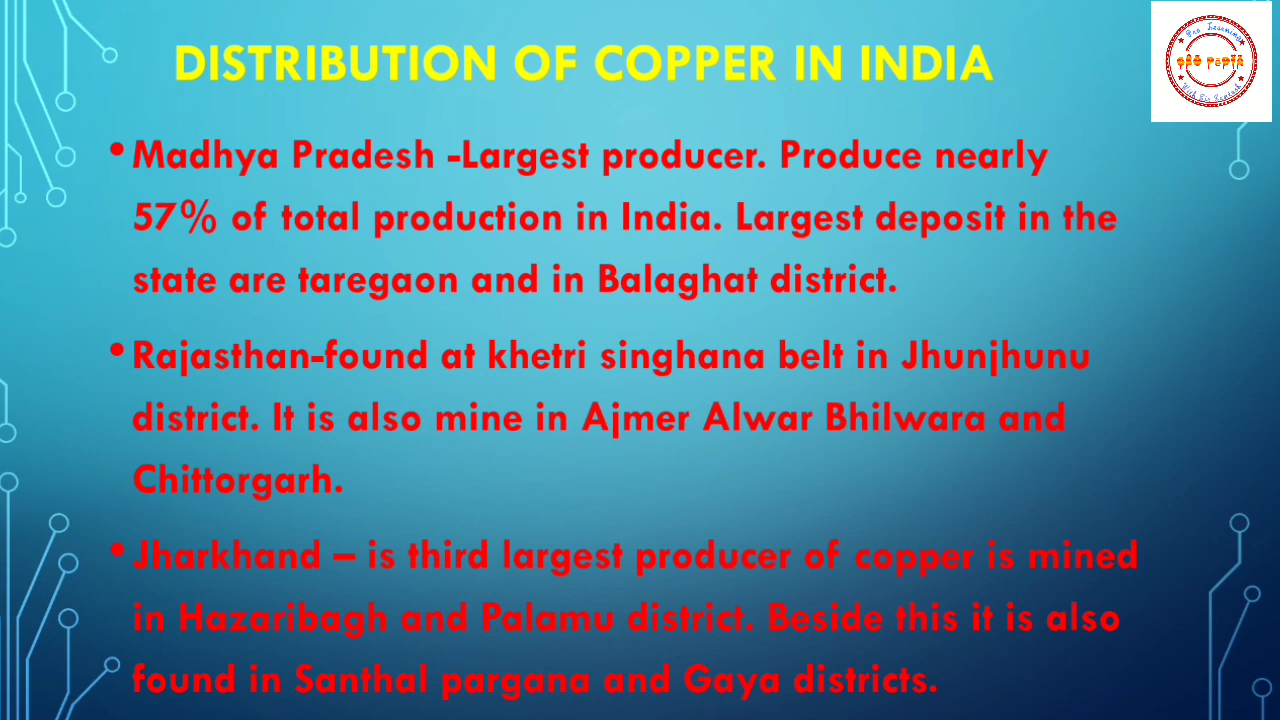 DISTRIBUTION OF COPPER IN INDIA
•Madhya Pradesh -Largest producer. Produce nearly
57% of total production in India. Largest deposit in the
state are taregaon and in Balaghat district.
•Rajasthan-found at khetri singhana belt in Jhunjhunu
district. It is also mine in Ajmer Alwar Bhilwara and
Chittorgarh.
•Jharkhand – is third largest producer of copper is mined
in Hazaribagh and Palamu district. Beside this it is also
found in Santhal pargana and Gaya districts.